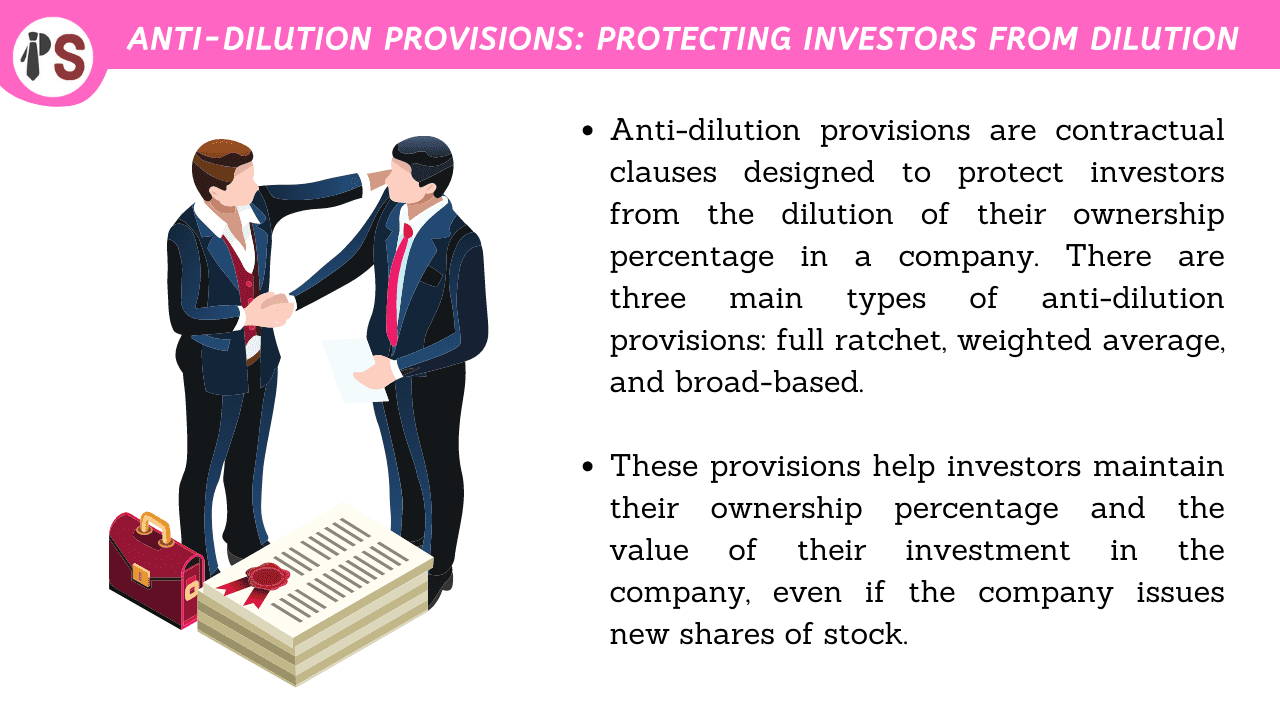 PS
ANTI-DILUTION PROVISIONS: PROTECTING INVESTORS FROM DILUTION
• Anti-dilution provisions are contractual
clauses designed to protect investors
from the dilution of their ownership
percentage in a company. There are
three main types of anti-dilution
provisions: full ratchet, weighted average,
and broad-based.
• These provisions help investors maintain
their ownership percentage and the
value of their investment in the
company, even if the company issues
new shares of stock.